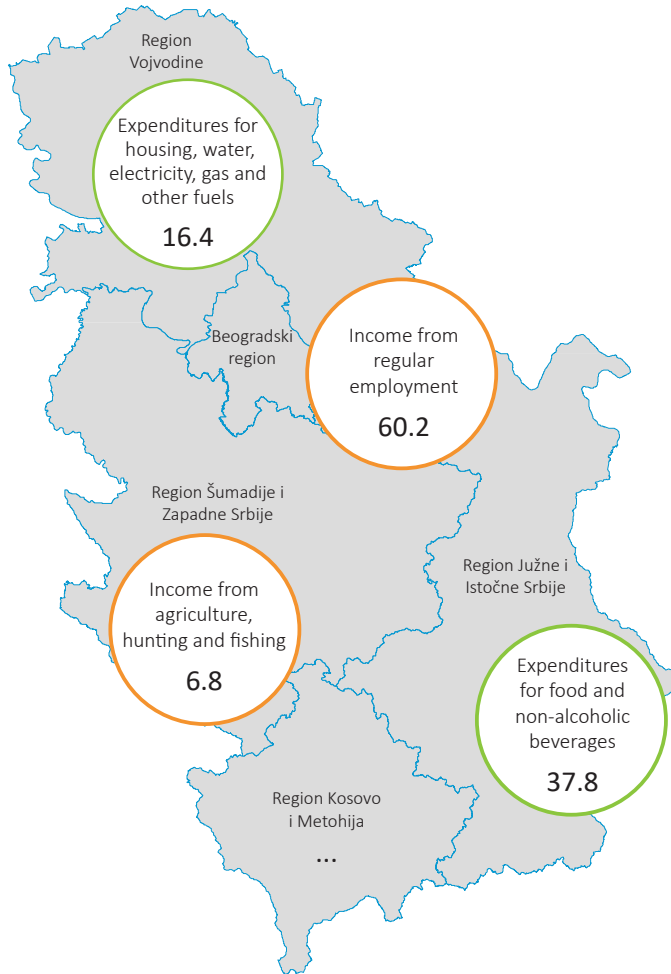 Region
Vojvodine
Expenditures for
housing, water,
electricity, gas and
other fuels
16.4
Beogradski
region
Income from
regular
employment
60.2
Region Šumadije i
Zapadne Srbije
Region Južne i
Istočne Srbije
Income from
agriculture,
hunting and fishing
6.8
Expenditures
for food and
non-alcoholic
beverages
37.8
Region Kosovo
i Metohija
...